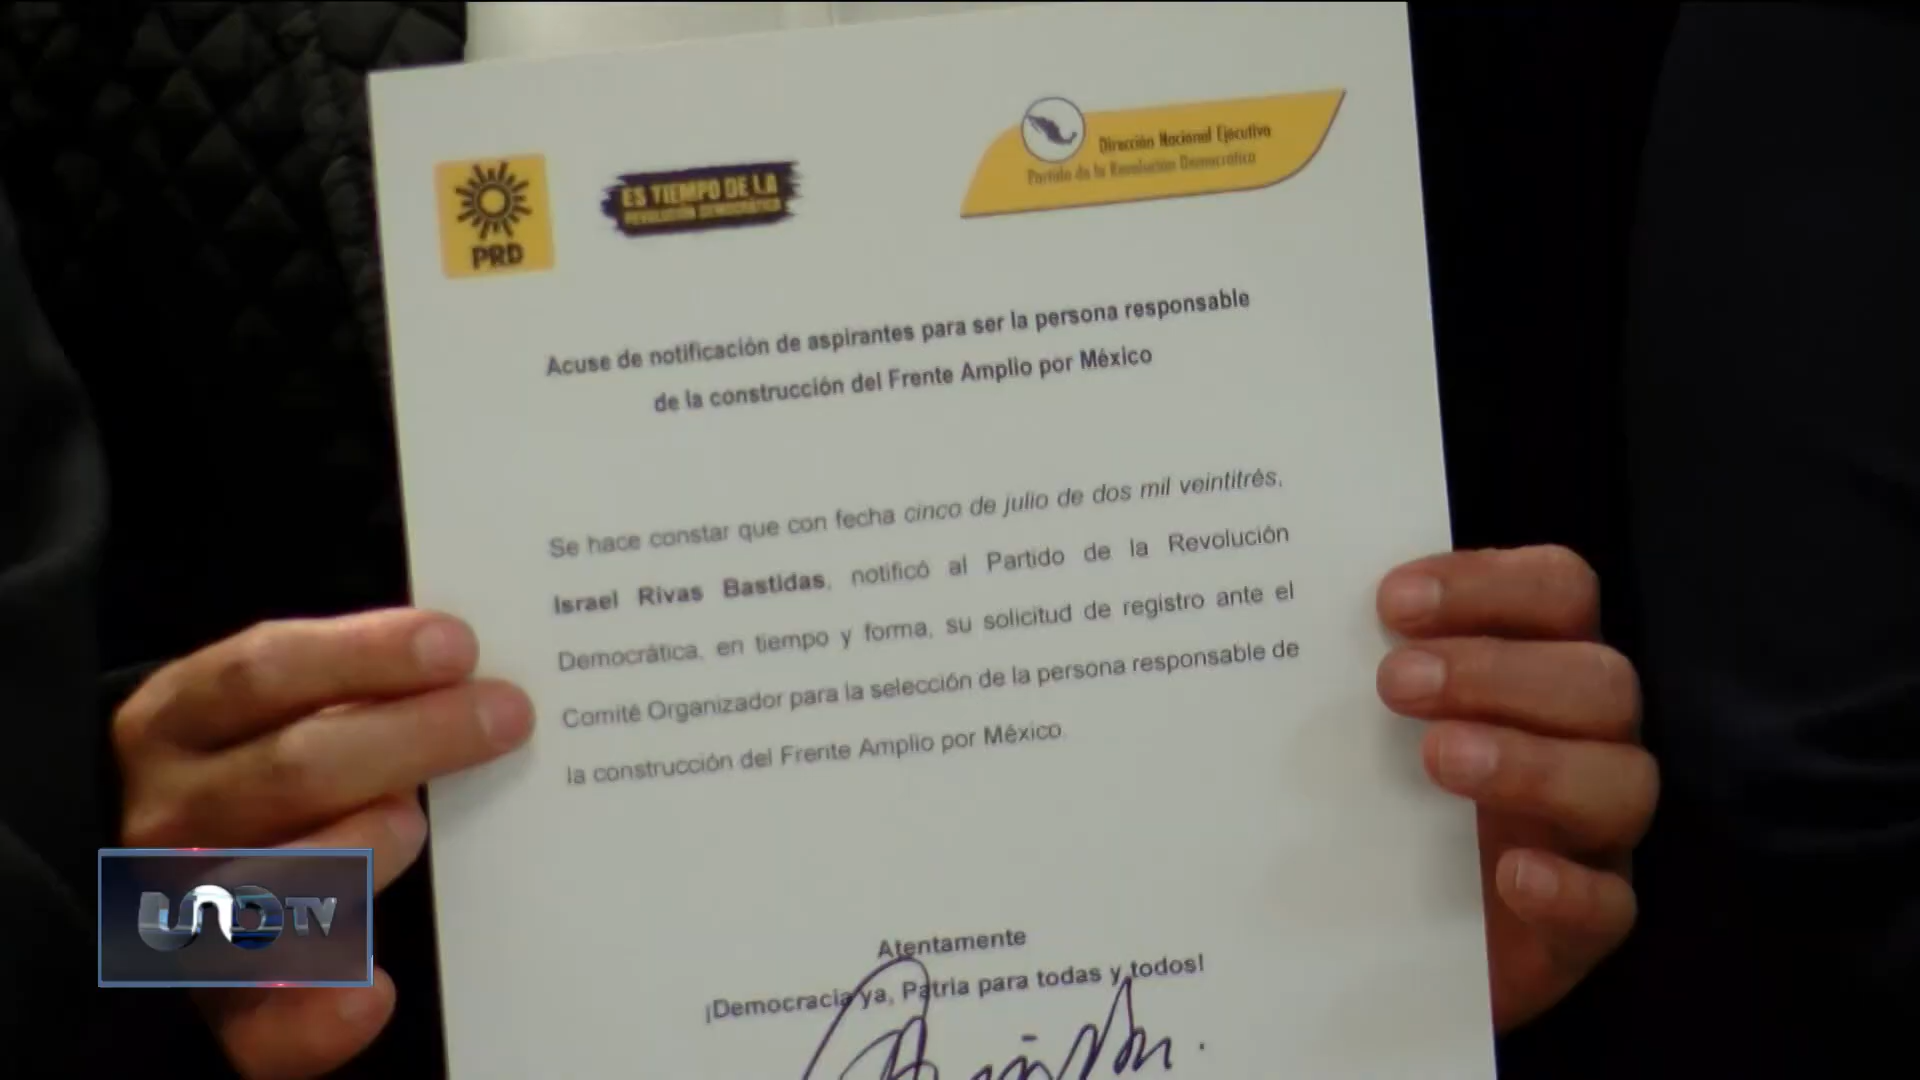 PRD
ES TIEMPO DE LA
REVOLUCIÓN DEMOCRÁTICA
Dirección Nacional Ejecutiva
Partido de la Revolución Democrática
Acuse de notificación de aspirantes para ser la persona responsable
de la construcción del Frente Amplio por México
Se hace constar que con fecha cinco de julio de dos mil veintitrés,
Israel Rivas Bastidas, notificó al Partido de la Revolución
Democrática, en tiempo y forma, su solicitud de registro ante el
Comité Organizador para la selección de la persona responsable de
la construcción del Frente Amplio por México.
Atentamente
¡Democracia ya, Patria para todas y todos!
UNO TV